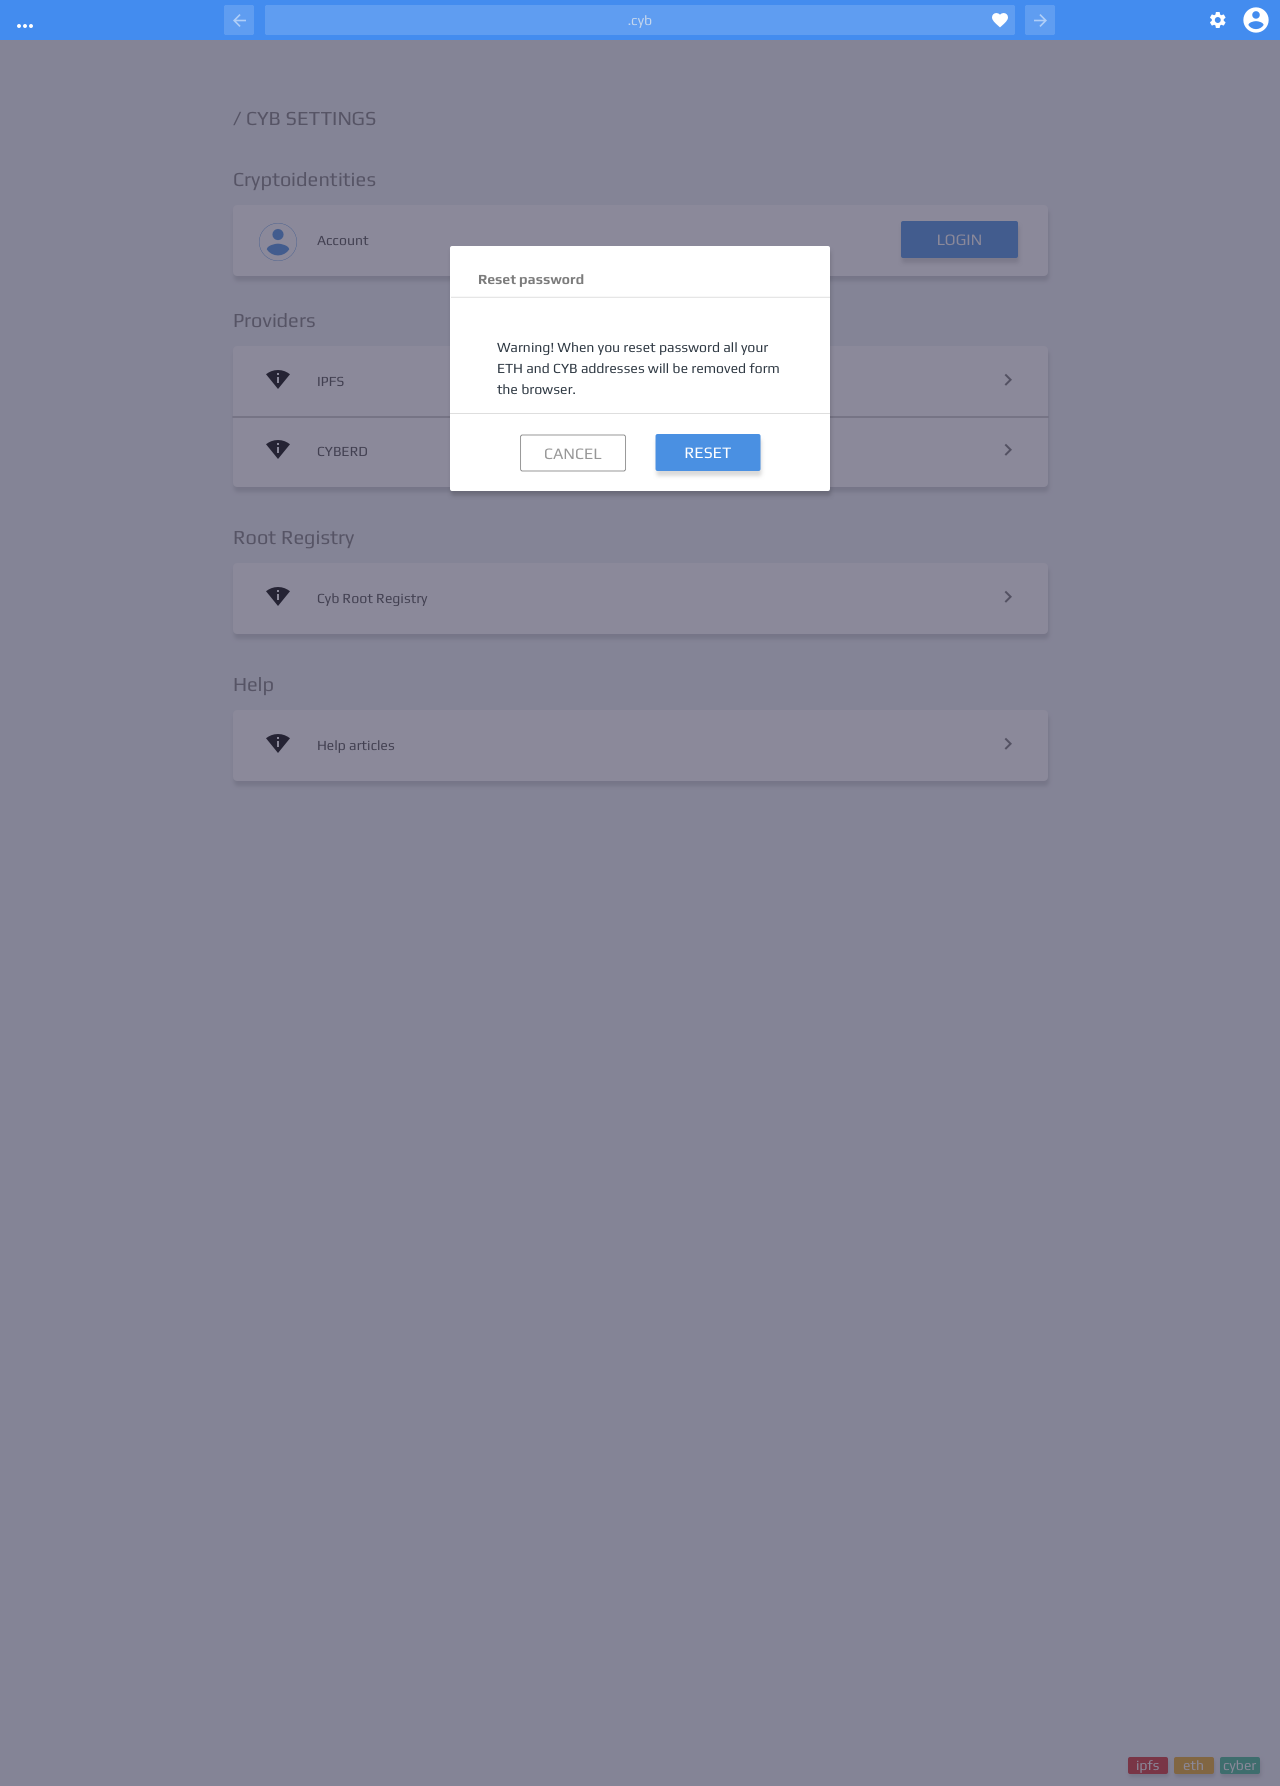 .cyb
/ CYB SETTINGS
Cryptoidentities
Account
LOGIN
Reset password
Providers
Warning! When you reset password all your
ETH and CYB addresses will be removed form
the browser.
IPFS
CYBERD
CANCEL
RESET
Root Registry
Cyb Root Registry
Help
Help articles
ipfs
eth
cyber